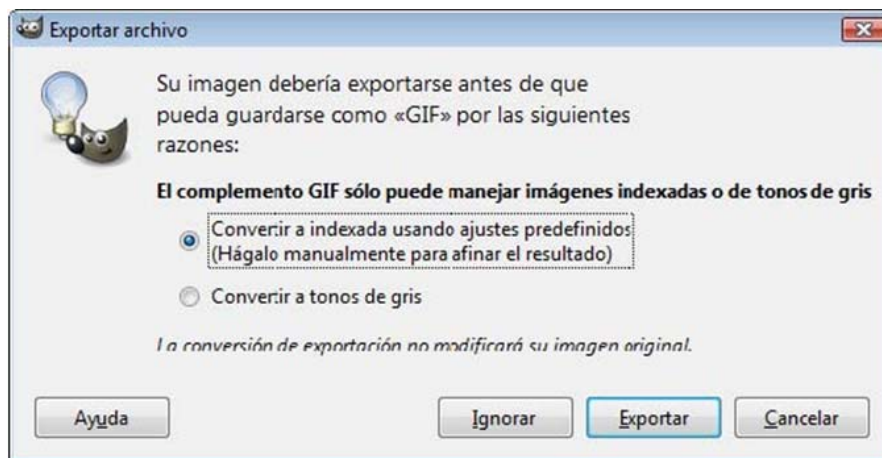 Exportar archivo
Su imagen debería exportarse antes de que
pueda guardarse como «GIF» por las siguientes
razones:
El complemento GIF sólo puede manejar imágenes indexadas o de tonos de gris
Convertir a indexada usando ajustes predefinidos
(Hágalo manualmente para afinar el resultado)
Convertir a tonos de gris
La conversión de exportación no modificará su imagen original.
Ayuda
Ignorar
Exportar
Cancelar